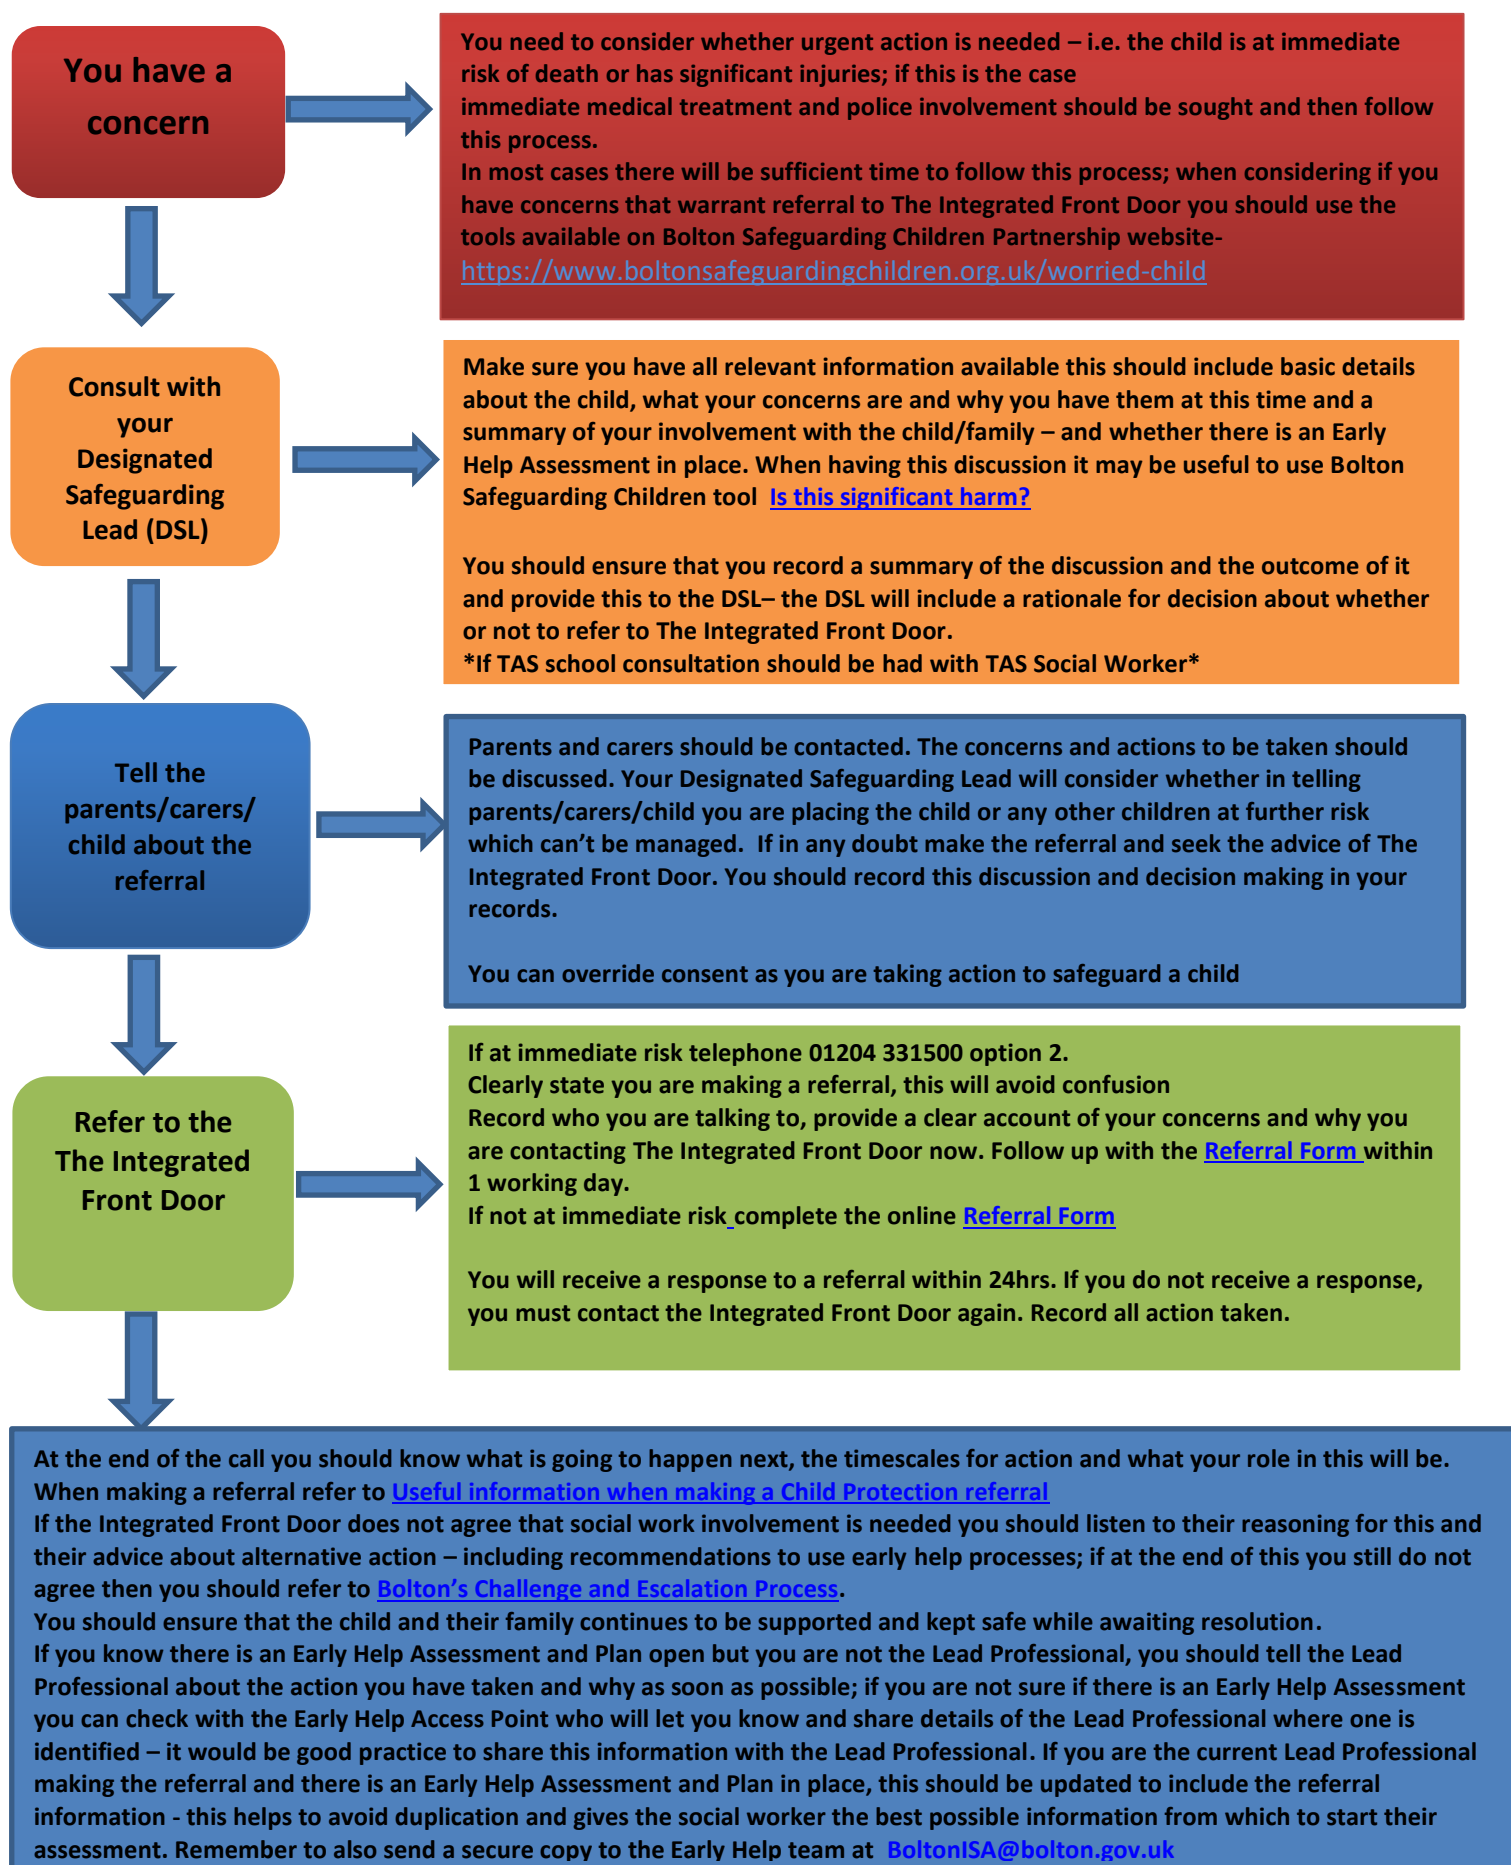 You have a
concern
You need to consider whether urgent action is needed – i.e. the child is at immediate
risk of death or has significant injuries; if this is the case
immediate medical treatment and police involvement should be sought and then follow
this process.
In most cases there will be sufficient time to follow this process; when considering if you
have concerns that warrant referral to The Integrated Front Door you should use the
tools available on Bolton Safeguarding Children Partnership website-
https://www.boltonsafeguardingchildren.org.uk/worried-child
Consult with
your
Designated
Safeguarding
Lead (DSL)
Make sure you have all relevant information available this should include basic details
about the child, what your concerns are and why you have them at this time and a
summary of your involvement with the child/family – and whether there is an Early
Help Assessment in place. When having this discussion it may be useful to use Bolton
Safeguarding Children tool  Is this significant harm?
You should ensure that you record a summary of the discussion and the outcome of it
and provide this to the DSL– the DSL will include a rationale for decision about whether
or not to refer to The Integrated Front Door.
*If TAS school consultation should be had with TAS Social Worker*
Tell the
parents/carers/
child about the
referral
Parents and carers should be contacted. The concerns and actions to be taken should
be discussed. Your Designated Safeguarding Lead will consider whether in telling
parents/carers/child you are placing the child or any other children at further risk
which can't be managed.  If in any doubt make the referral and seek the advice of The
Integrated Front Door. You should record this discussion and decision making in your
records.
You can override consent as you are taking action to safeguard a child
Refer to the
The Integrated
Front Door
If at immediate risk telephone 01204 331500 option 2.
Clearly state you are making a referral, this will avoid confusion
Record who you are talking to, provide a clear account of your concerns and why you
are contacting The Integrated Front Door now. Follow up with the Referral Form within
1 working day.
If not at immediate risk complete the online Referral Form
You will receive a response to a referral within 24hrs. If you do not receive a response,
you must contact the Integrated Front Door again. Record all action taken.
At the end of the call you should know what is going to happen next, the timescales for action and what your role in this will be.
When making a referral refer to Useful information when making a Child Protection referral
If the Integrated Front Door does not agree that social work involvement is needed you should listen to their reasoning for this and
their advice about alternative action – including recommendations to use early help processes; if at the end of this you still do not
agree then you should refer to Bolton's Challenge and Escalation Process.
You should ensure that the child and their family continues to be supported and kept safe while awaiting resolution.
If you know there is an Early Help Assessment and Plan open but you are not the Lead Professional, you should tell the Lead
Professional about the action you have taken and why as soon as possible; if you are not sure if there is an Early Help Assessment
you can check with the Early Help Access Point who will let you know and share details of the Lead Professional where one is
identified – it would be good practice to share this information with the Lead Professional. If you are the current Lead Professional
making the referral and there is an Early Help Assessment and Plan in place, this should be updated to include the referral
information - this helps to avoid duplication and gives the social worker the best possible information from which to start their
assessment. Remember to also send a secure copy to the Early Help team at  BoltonISA@bolton.gov.uk